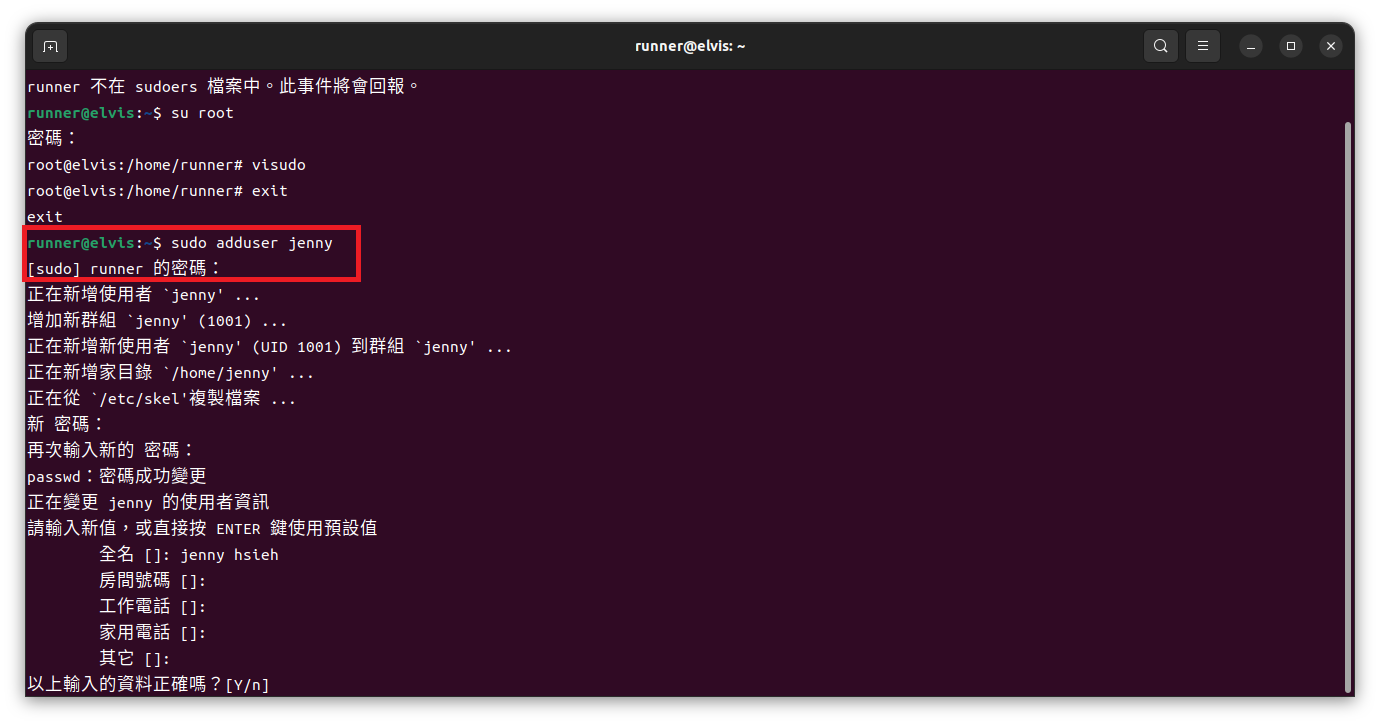 runner@elvis: ~
runner 不在 sudoers 檔案中。此事件將會回報。
runner@elvis:~$ su root
密碼：
root@elvis:/home/runner# visudo
root@elvis:/home/runner# exit
exit
runner@elvis:~$ sudo adduser jenny
[sudo] runner 的密碼：
正在新增使用者 `jenny' ...
增加新群組 `jenny' (1001) ...
正在新增新使用者 `jenny' (UID 1001) 到群組 `jenny' ...
正在新增家目錄 `/home/jenny' ...
正在從 `/etc/skel'複製檔案 ...
新 密碼：
再次輸入新的 密碼：
passwd：密碼成功變更
正在變更 jenny 的使用者資訊
請輸入新值，或直接按 ENTER 鍵使用預設值
全名 []: jenny hsieh
房間號碼 []:
工作電話 []:
家用電話 []:
其它 []:
以上輸入的資料正確嗎？[Y/n]